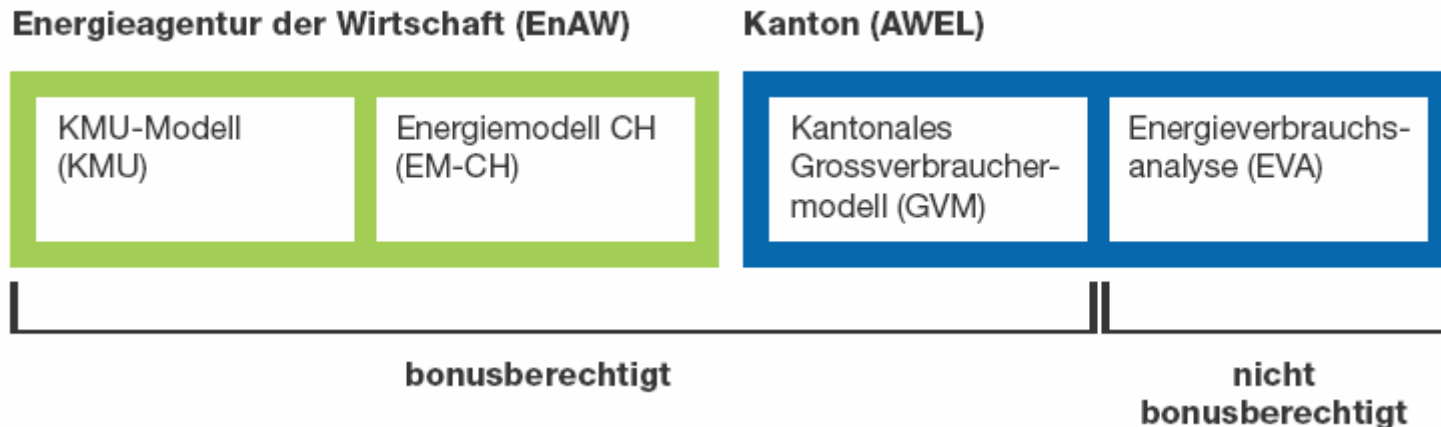 Energieagentur der Wirtschaft (EnAW)
Kanton (AWEL)
KMU-Modell
(KMU)
Energiemodell CH
(EM-CH)
Kantonales
Grossverbraucher-
modell (GVM)
Energieverbrauchs-
analyse (EVA)
bonusberechtigt
nicht
bonusberechtigt